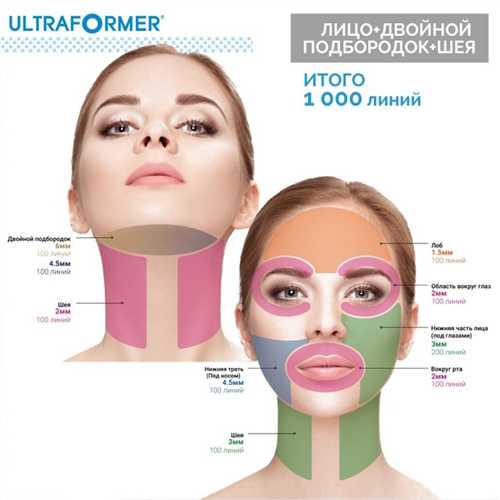 ULTRAFORMER®
ЛИЦО+ДВОЙНОЙ
ПОДБОРОДОК+ШЕЯ
ИТОГО
1 000 линий
Двойной подбородок
6мм
100 линий
4.5мм
100 линий
Шея
2мм
100 линий
Лоб
1.5мм
100 линий
Область вокруг глаз
2мм
100 линий
Нижняя часть лица
(под глазами)
3мм
200 линий
Нижняя треть
(Под носом)
4.5мм
100 линий
Вокруг рта
2мм
100 линий
Шея
3мм
100 линий